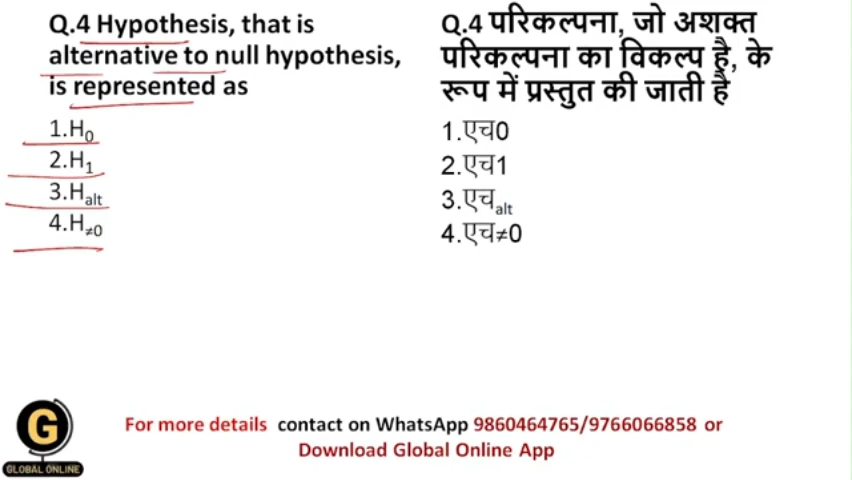 Q.4 Hypothesis, that is
alternative to null hypothesis,
is represented as
1.H₀
2.H₁
3.Hₐₗₜ
4.H≠₀
Q.4 परिकल्पना, जो अशक्त
परिकल्पना का विकल्प है, के
रूप में प्रस्तुत की जाती है
1.एच0
2.एच1
3.एचₐₗₜ
4.एच≠0
G
GLOBAL ONLINE
For more details contact on WhatsApp 9860464765/9766066858 or
Download Global Online App